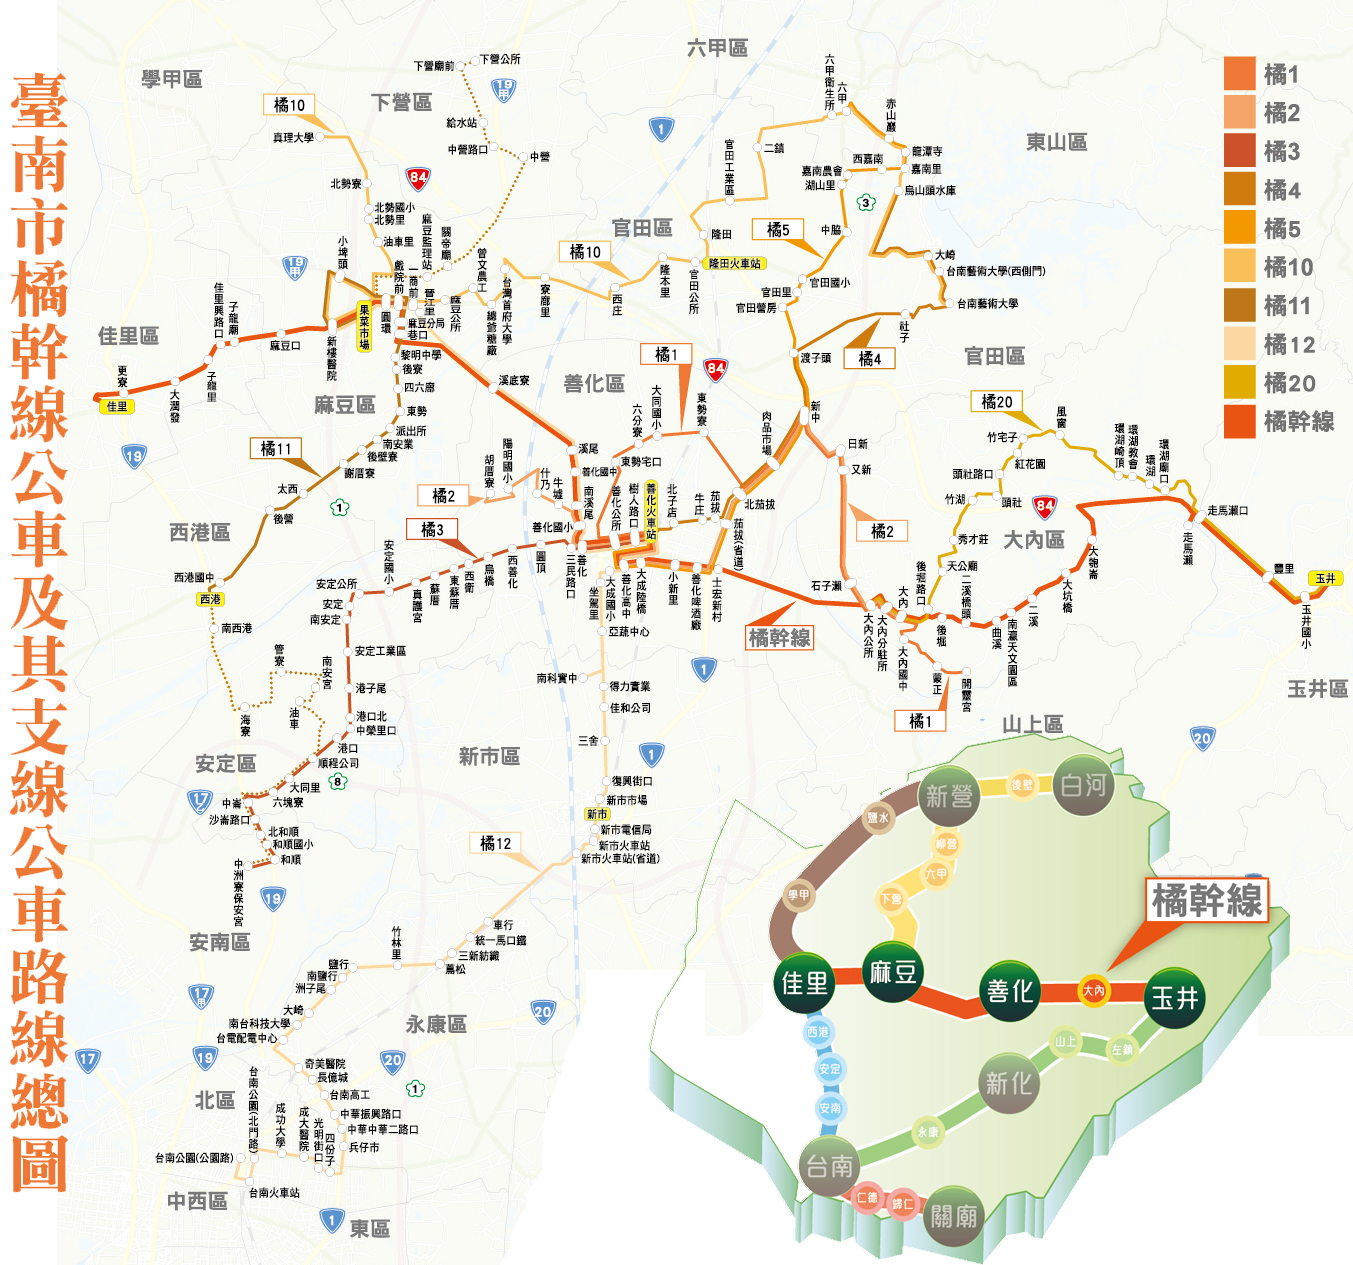 臺南市橘幹線公車及其支線公車路線總圖
橘1
橘2
橘3
橘4
橘5
橘10
橘11
橘12
橘20
橘幹線
學甲區
下營區
六甲區
東山區
官田區
佳里區
麻豆區
善化區
官田區
西港區
大內區
玉井區
山上區
安定區
新市區
安南區
永康區
北區
中西區
東區
橘10
真理大學
北勢寮
北勢國小
北勢里
油車里
下營廟前
下營公所
給水站
中營路口
中營
麻豆監理站
關帝廟
小埤頭
戲院前
一商前
晉江里
圓環
果菜市場
麻豆分局
巷口
麻豆公所
曾文農工
總爺糖廠
台灣首府大學
寮廍里
西庄
橘10
隆本里
官田公所
隆田火車站
隆田
官田工業區
二鎮
六甲衛生所
六甲
赤山巖
龍潭寺
嘉南里
西嘉南
嘉南農會
湖山里
烏山頭水庫
中脇
橘5
官田國小
官田里
官田營房
大崎
台南藝術大學(西側門)
台南藝術大學
社子
橘4
渡子頭
新中
肉品市場
北茄拔
茄拔
茄拔(省道)
牛庄
北子店
善化火車站
樹人路口
善化公所
佳里興路口
子龍廟
麻豆口
新樓醫院
子龍里
大潤發
更寮
佳里
黎明中學
後寮
四六廍
東勢
派出所
南安業
後壁寮
謝厝寮
橘11
太西
後營
西港國中
西港
南西港
管寮
南安宮
油車
海寮
溪底寮
溪尾
善化國中
南溪尾
善化國小
陽明國小
胡厝寮
什乃
牛墟
橘2
橘3
橘1
大同國小
六分寮
東勢寮
東勢宅口
圓頂
西善化
烏橋
西衛
東蘇厝
蘇厝
真護宮
安定國小
安定公所
安定
南安定
安定工業區
港子尾
港口北
中榮里口
港口
順程公司
大同里
六塊寮
中崙
沙崙路口
北和順
和順國小
和順
中洲寮保安宮
三民路口
善化
坐駕里
大成國小
善化高中
大成陸橋
小新里
善化啤酒廠
士宏新村
橘幹線
亞蔬中心
南科實中
得力實業
佳和公司
三舍
復興街口
新市市場
新市
新市電信局
新市火車站
新市火車站(省道)
橘12
車行
統一馬口鐵
三新紡織
蔦松
竹林里
鹽行
南鹽行
洲子尾
大崎
南台科技大學
台電配電中心
奇美醫院
長億城
台南高工
中華振興路口
中華中華二路口
兵仔市
四份子
光明街口
成大醫院
成功大學
台南公園(北門路)
台南公園(公園路)
台南火車站
日新
又新
橘2
石子瀨
大內公所
大內分駐所
大內
大內國中
蒙正
開靈宮
橘1
後堀
後堀路口
二溪橋頭
天公廟
秀才莊
竹湖
頭社
頭社路口
紅花園
竹宅子
風窗
橘20
環湖崎頂
環湖教會
環湖
環湖廟口
走馬瀨口
走馬瀨
曲溪
南瀛天文園區
二溪
大坑橋
大匏崙
豐里
玉井
玉井國小
84
84
84
19甲
19甲
1
3
1
19
1
1
8
17乙
19
17甲
17
19
20
20
20
1
1
新營
後壁
白河
鹽水
柳營
六甲
下營
學甲
佳里
麻豆
善化
大內
玉井
橘幹線
西港
安定
安南
山上
左鎮
新化
永康
台南
仁德
歸仁
關廟